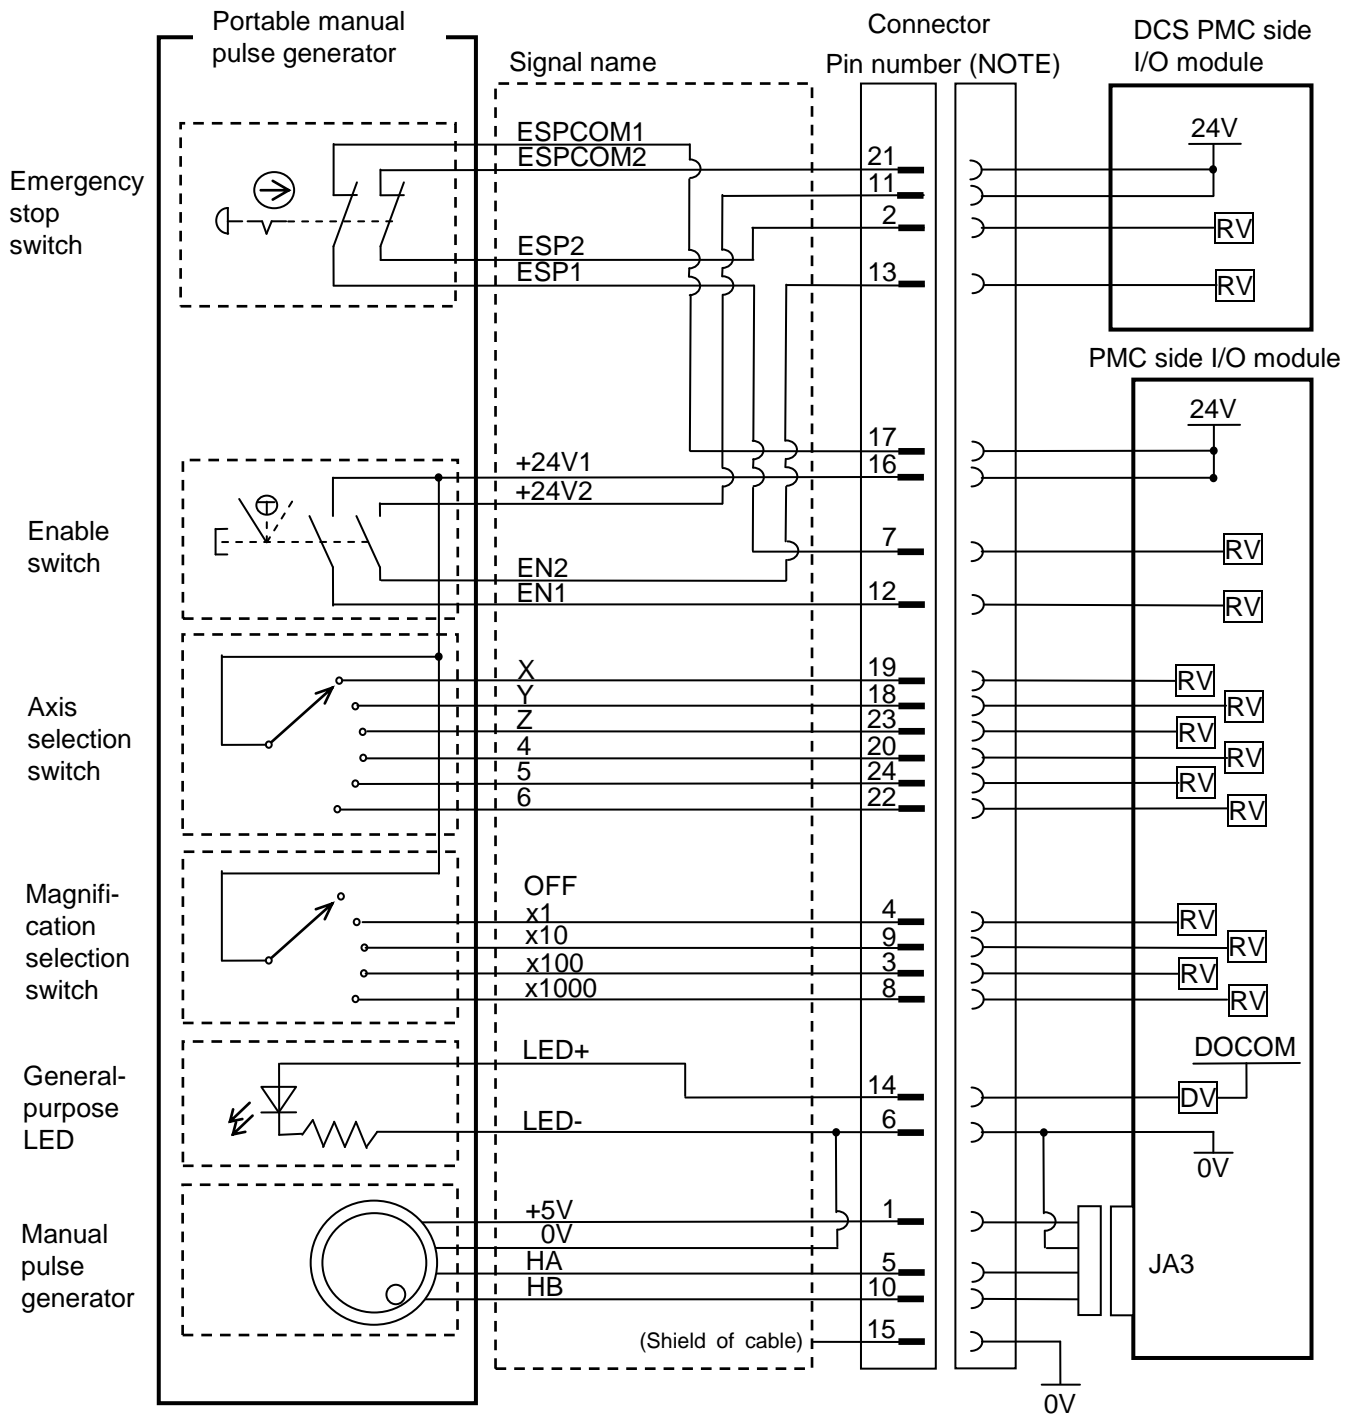 Portable manual
pulse generator
Signal name
Connector
Pin number (NOTE)
DCS PMC side
I/O module
Emergency
stop
switch
ESPCOM1
ESPCOM2
ESP2
ESP1
21
11
2
13
24V
RV
RV
PMC side I/O module
24V
Enable
switch
+24V1
+24V2
EN2
EN1
17
16
7
12
RV
RV
Axis
selection
switch
X
Y
Z
4
5
6
19
18
23
20
24
22
RV
RV
RV
RV
RV
RV
Magnifi-
cation
selection
switch
OFF
x1
x10
x100
x1000
4
9
3
8
RV
RV
RV
RV
General-
purpose
LED
LED+
LED-
14
6
DOCOM
DV
0V
Manual
pulse
generator
+5V
0V
HA
HB
(Shield of cable)
1
5
10
15
JA3
0V